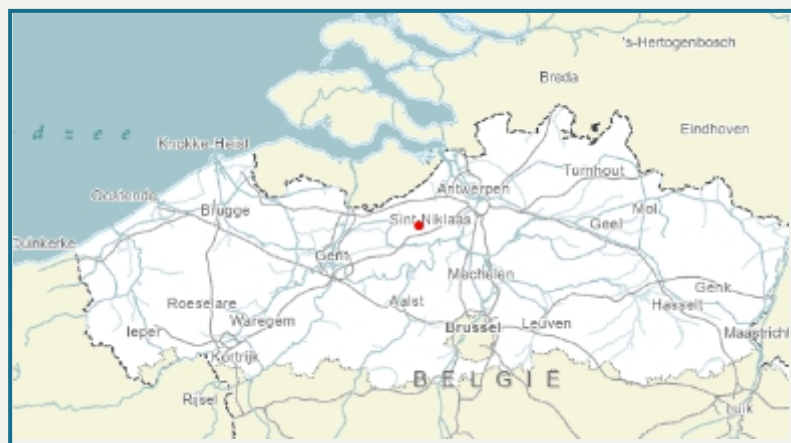 's-Hertogenbosch
Breda
d z e e
Eindhoven
Knokke-Heist
Turnhout
Oostende
Antwerpen
Mol
Brugge
Sint-Niklaas
Geel
Duinkerke
Gent
Mechelen
Genk
Roeselare
Aalst
Hasselt
Ieper
Waregem
Brussel
Leuven
Maastricht
Kortrijk
BELGIË
Rijsel
Luik